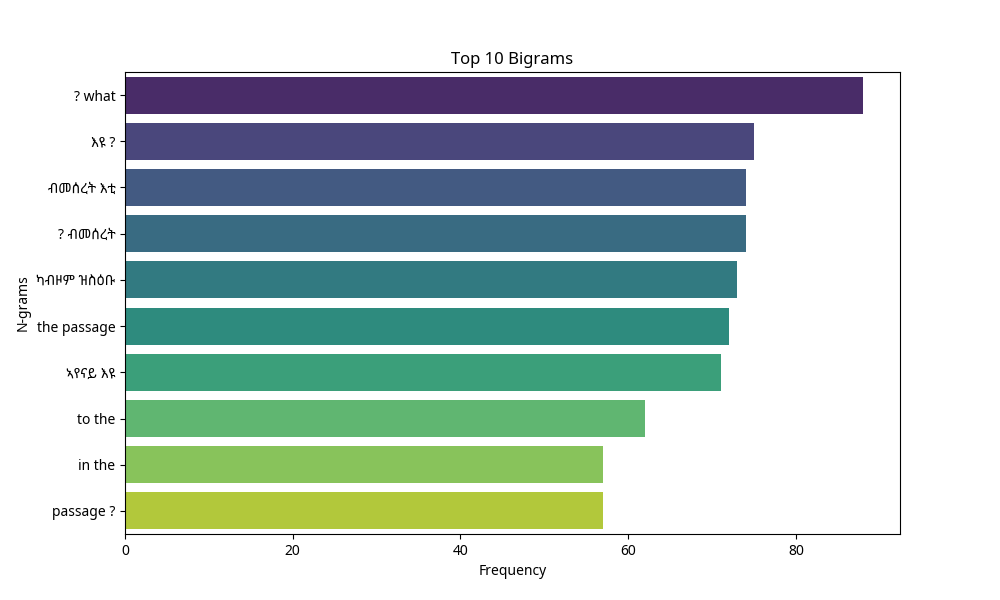 Top 10 Bigrams
? what
እዩ ?
ብመሰረት እቲ
? ብመሰረት
ካብዞም ዝስዕቡ
the passage
ኣየናይ እዩ
to the
in the
passage ?
N-grams
0 20 40 60 80
Frequency